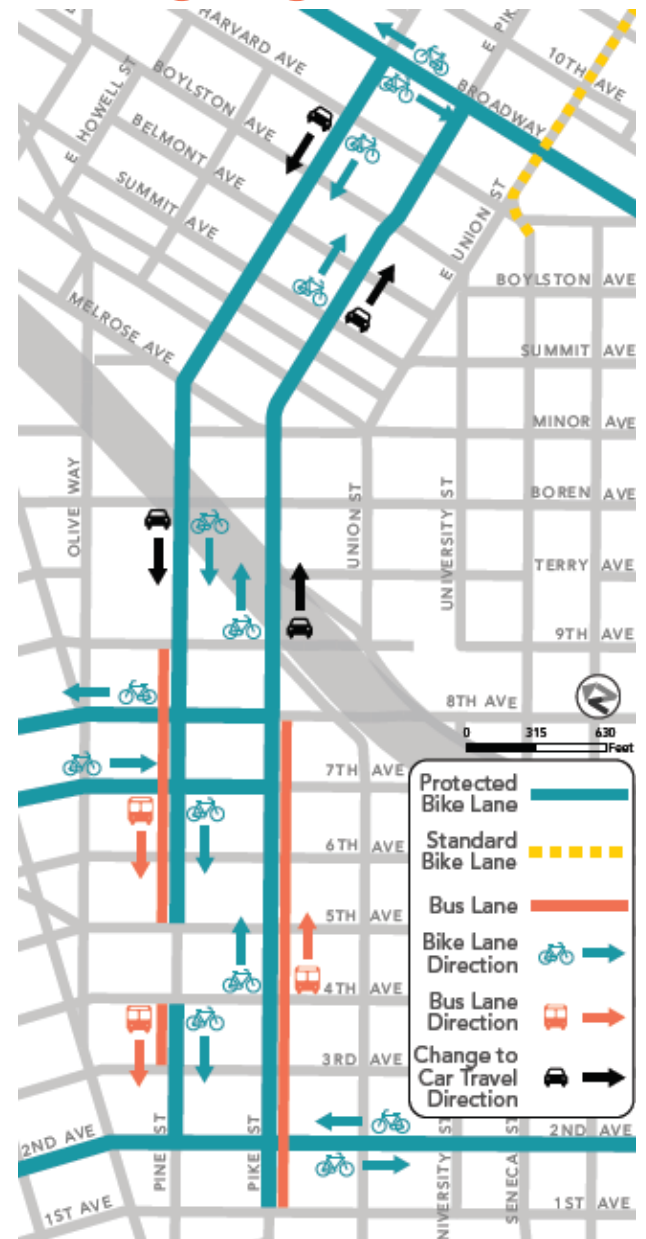 HARVARD AVE
E PIK
10TH AVE
BROADWAY
E HOWELL ST
BOYLSTON AVE
BELMONT AVE
SUMMIT AVE
E UNION ST
BOYLSTON AVE
MELROSE AVE
SUMMIT AVE
MINOR AVE
OLIVE WAY
UNION ST
UNIVERSITY ST
BOREN AVE
TERRY AVE
9TH AVE
8TH AVE
0 315 630
Feet
7TH AVE
6TH AVE
5TH AVE
4TH AVE
3RD AVE
Protected
Bike Lane
Standard
Bike Lane
Bus Lane
Bike Lane
Direction
Bus Lane
Direction
Change to
Car Travel
Direction
2ND AVE
PINE ST
PIKE ST
NIVERSITY ST
SENECA ST
2ND AVE
1ST AVE
1ST AVE